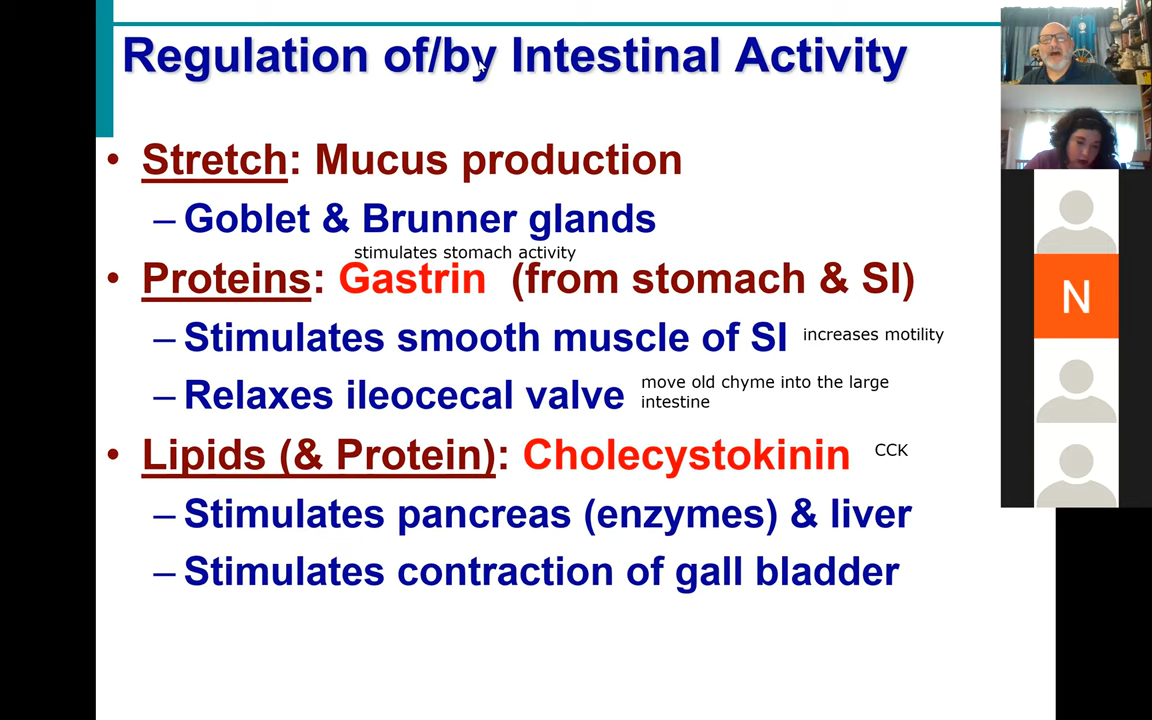 Regulation of/by Intestinal Activity
• Stretch: Mucus production
– Goblet & Brunner glands
stimulates stomach activity
• Proteins: Gastrin (from stomach & SI)
– Stimulates smooth muscle of SI increases motility
– Relaxes ileocecal valve move old chyme into the large
intestine
• Lipids (& Protein): Cholecystokinin CCK
– Stimulates pancreas (enzymes) & liver
– Stimulates contraction of gall bladder
N